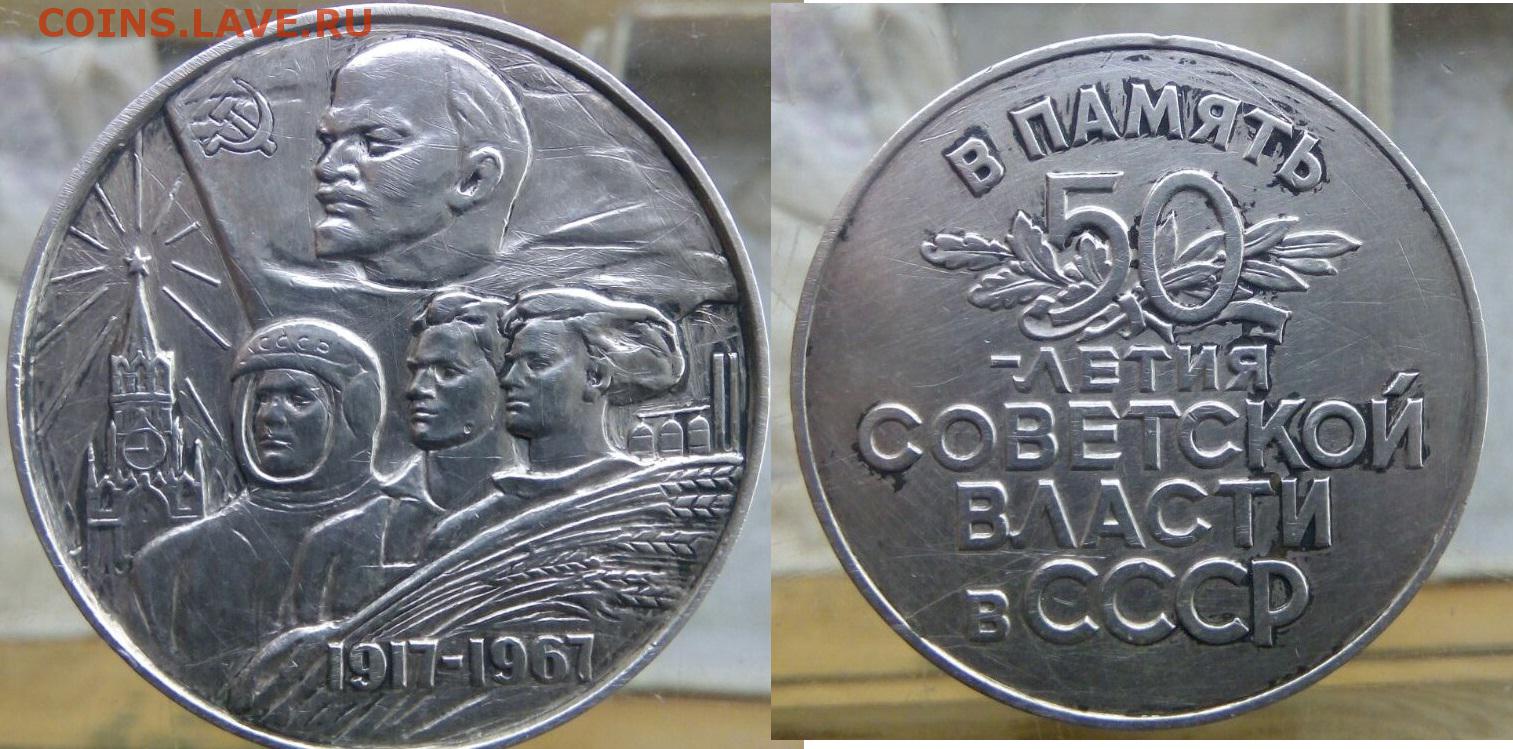 COINS.LAVE.RU
СССР
1917-1967
В ПАМЯТЬ
50
-ЛЕТИЯ
СОВЕТСКОЙ
ВЛАСТИ
В СССР